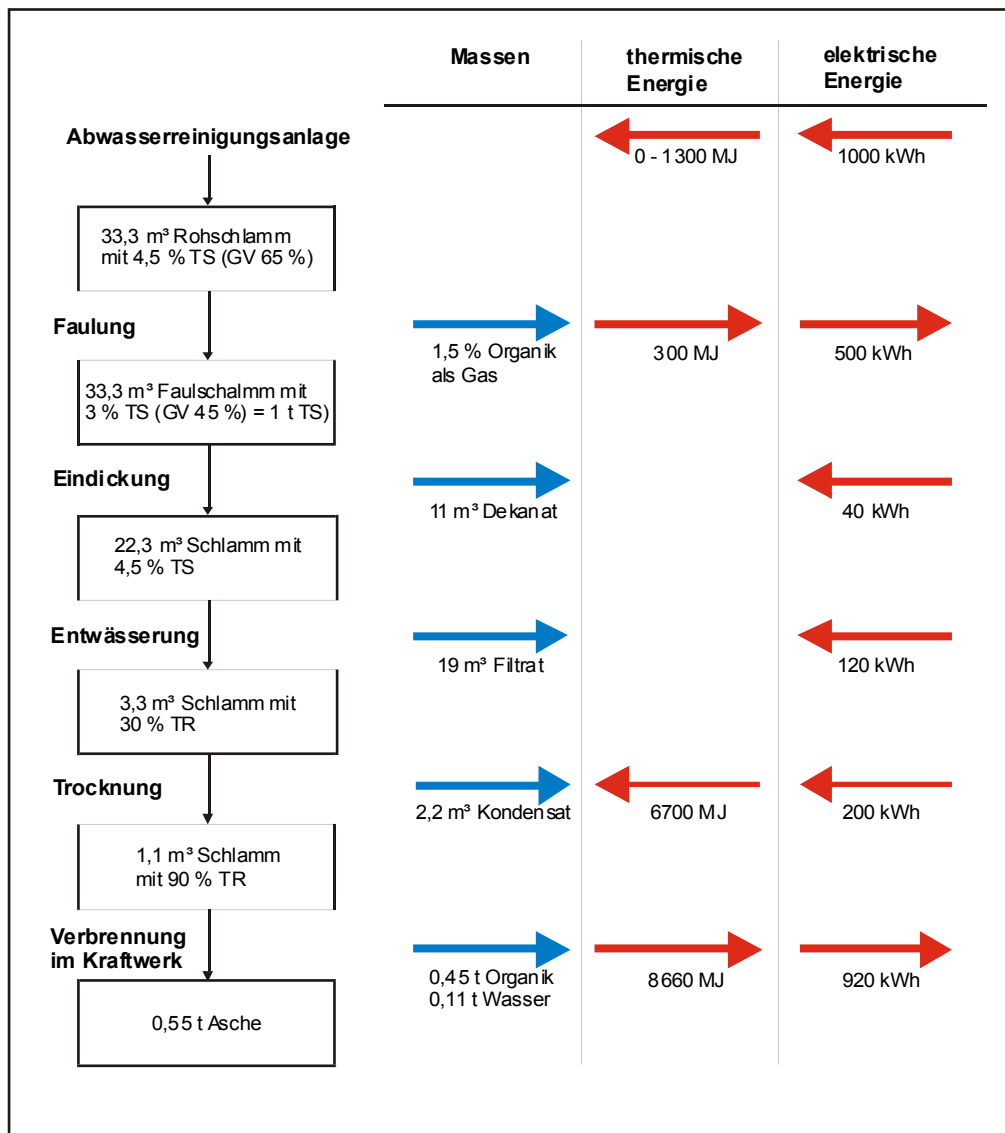 Massen
thermische
Energie
elektrische
Energie
Abwasserreinigungsanlage
0 - 1300 MJ
1000 kWh
33,3 m³ Rohschlamm
mit 4,5 % TS (GV 65 %)
Faulung
1,5 % Organik
als Gas
300 MJ
500 kWh
33,3 m³ Faulschalmm mit
3 % TS (GV 45 %) = 1 t TS)
Eindickung
11 m³ Dekanat
40 kWh
22,3 m³ Schlamm mit
4,5 % TS
Entwässerung
19 m³ Filtrat
120 kWh
3,3 m³ Schlamm mit
30 % TR
Trocknung
2,2 m³ Kondensat
6700 MJ
200 kWh
1,1 m³ Schlamm
mit 90 % TR
Verbrennung
im Kraftwerk
0,45 t Organik
0,11 t Wasser
8660 MJ
920 kWh
0,55 t Asche